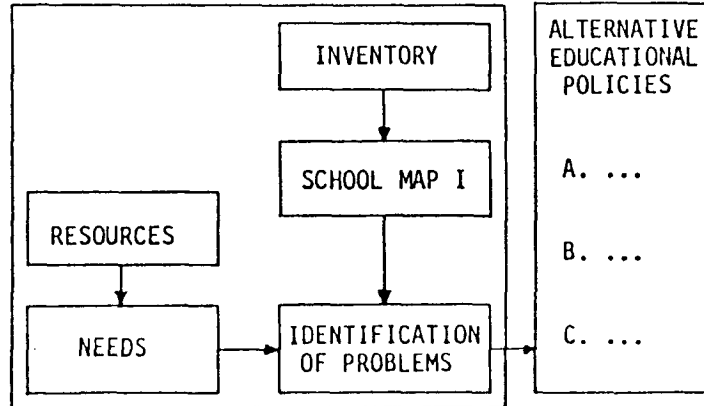 INVENTORY
SCHOOL MAP I
RESOURCES
NEEDS
IDENTIFICATION
OF PROBLEMS
ALTERNATIVE
EDUCATIONAL
POLICIES
A. ...
B. ...
C. ...